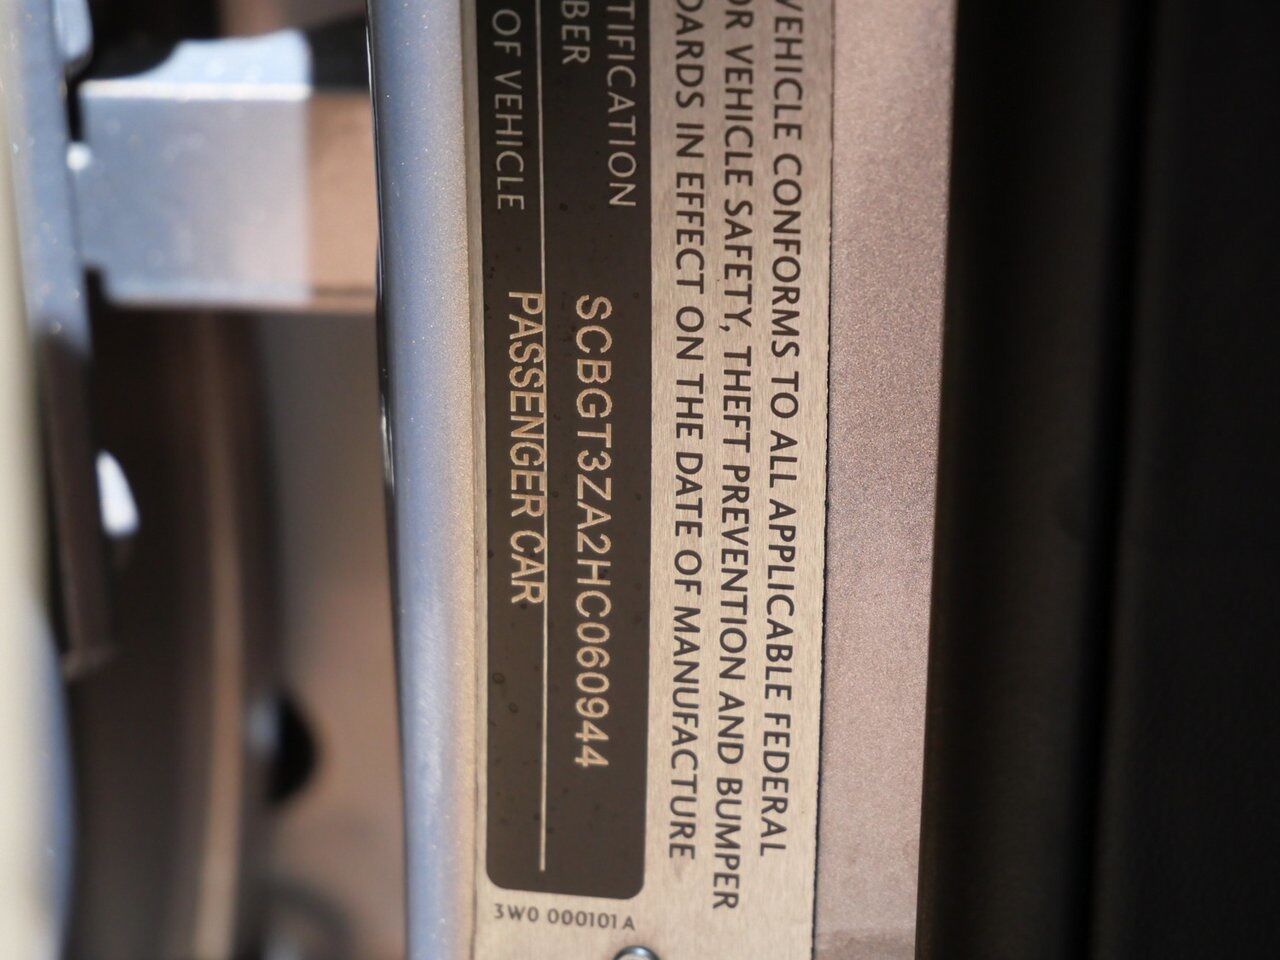 VEHICLE CONFORMS TO ALL APPLICABLE FEDERAL
OR VEHICLE SAFETY, THEFT PREVENTION AND BUMPER
DARDS IN EFFECT ON THE DATE OF MANUFACTURE
TIFICATION
BER
SCBGT3ZA2HC060944
OF VEHICLE
PASSENGER CAR
3W0 000101 A